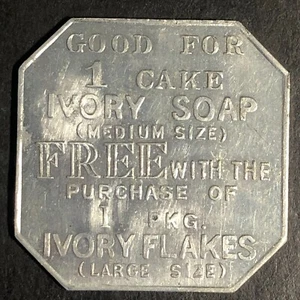 GOOD FOR
1 CAKE
IVORY SOAP
(MEDIUM SIZE)
FREE WITH THE
PURCHASE OF
1 PKG.
IVORY FLAKES
(LARGE SIZE)